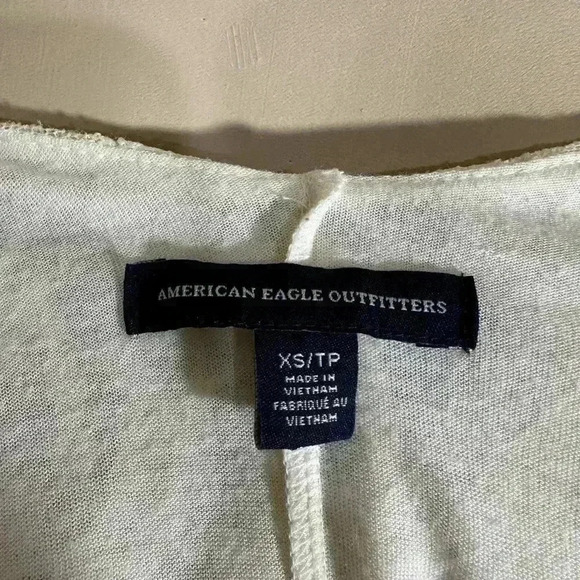 AMERICAN EAGLE OUTFITTERS
XS/TP
MADE IN
VIETNAM
FABRIQUÉ AU
VIETNAM